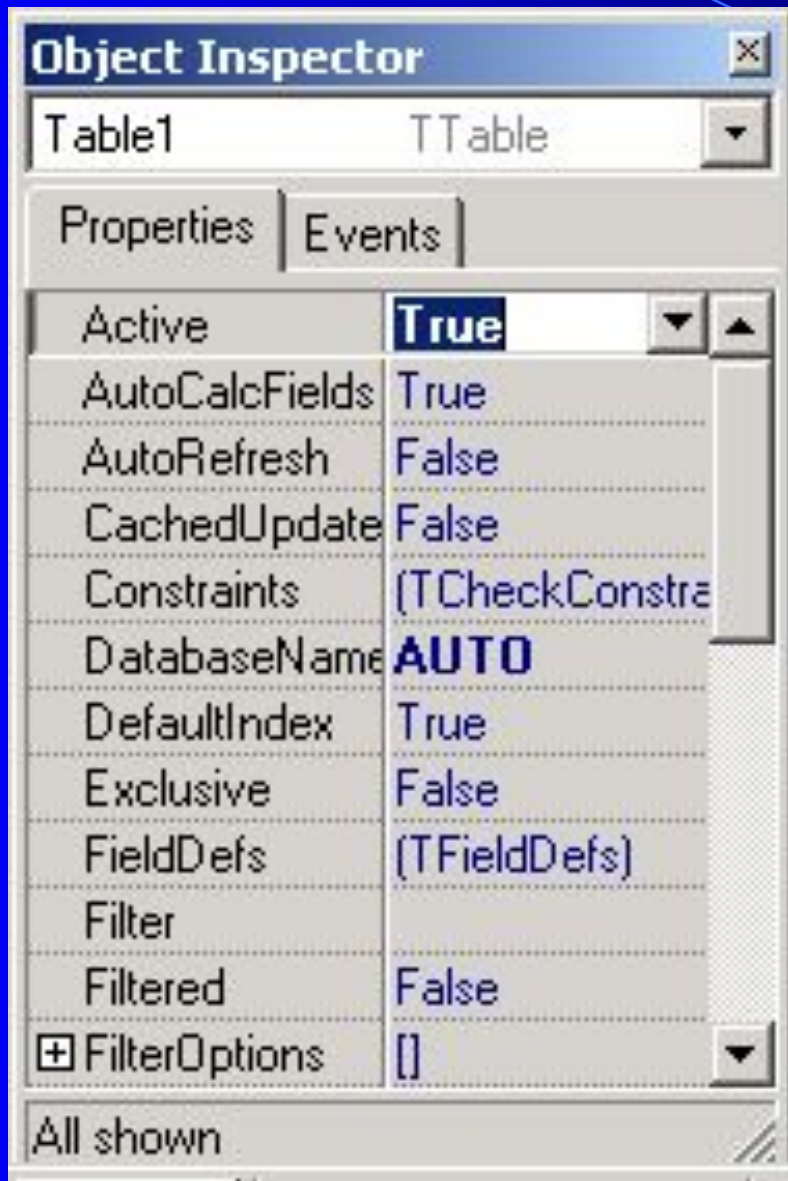 Object Inspector
Table1 TTable
Properties Events
Active True
AutoCalcFields True
AutoRefresh False
CachedUpdate False
Constraints (TCheckConstra
DatabaseName AUTO
DefaultIndex True
Exclusive False
FieldDefs (TFieldDefs)
Filter
Filtered False
FilterOptions []
All shown